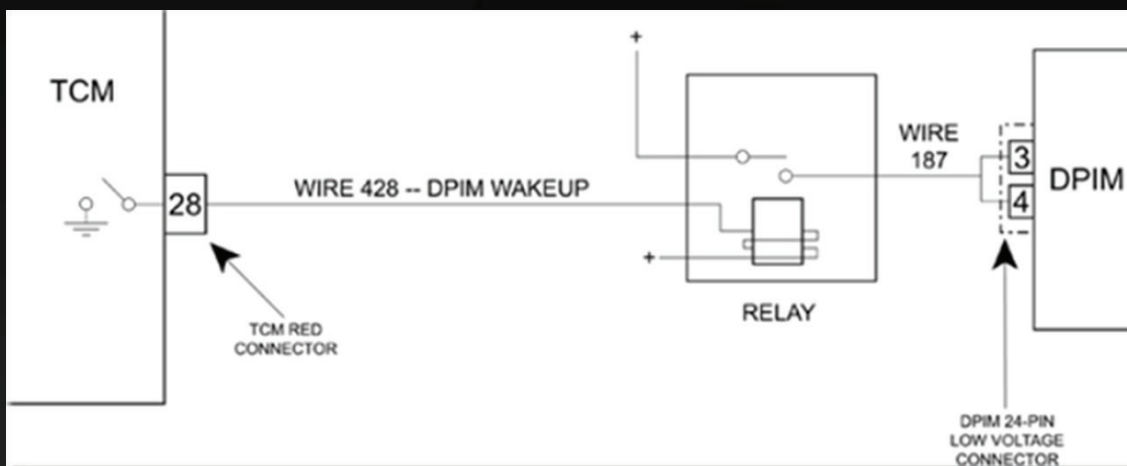 TCM
28
WIRE 428 -- DPIM WAKEUP
TCM RED
CONNECTOR
+
+
RELAY
WIRE
187
3
4
DPIM
DPIM 24-PIN
LOW VOLTAGE
CONNECTOR